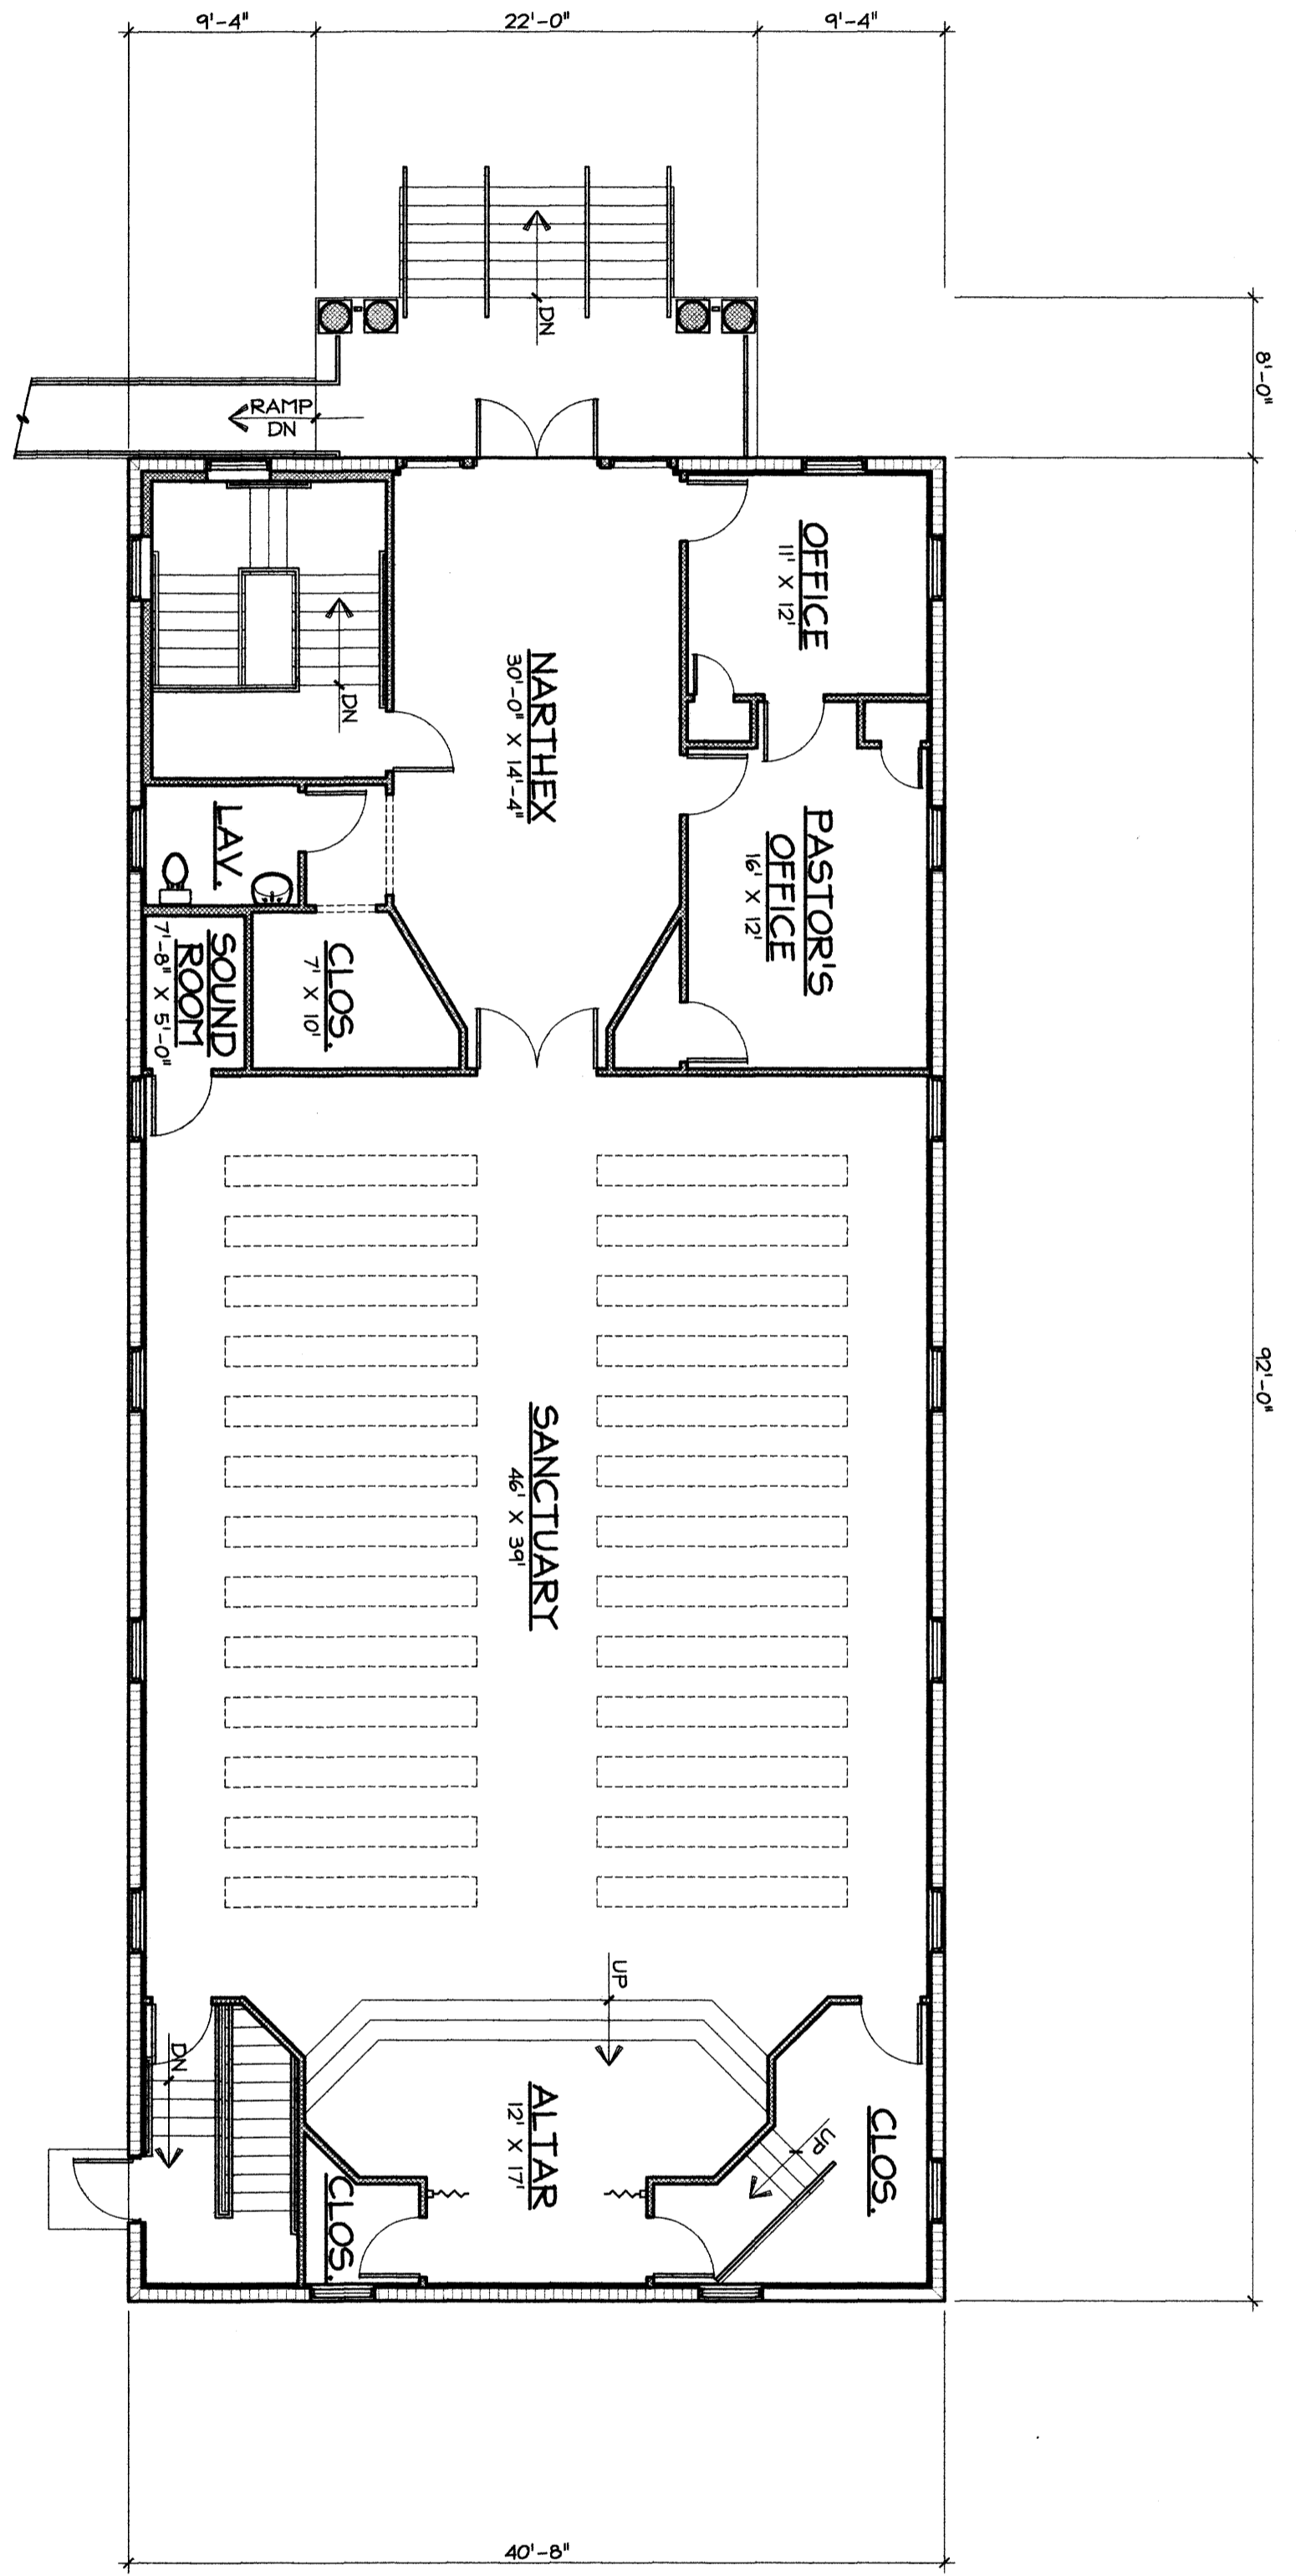 9'-4"
22'-0"
9'-4"
DN
8'-0"
RAMP
DN
OFFICE
11' X 12'
NARTHEX
30'-0" X 14'-4"
DN
PASTOR'S
OFFICE
16' X 12'
LAV.
CLOS.
7' X 10'
SOUND
ROOM
7'-8" X 5'-0"
92'-0"
SANCTUARY
46' X 39'
UP
DN
ALTAR
12' X 17'
UP
CLOS.
CLOS.
40'-8"